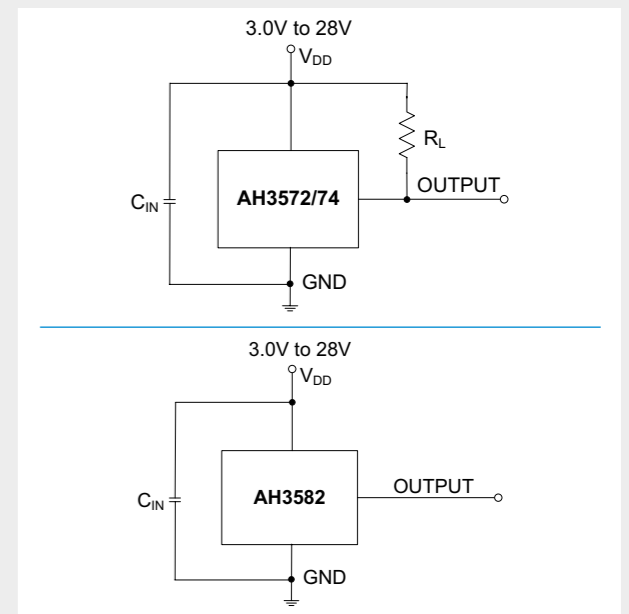 3.0V to 28V
VDD
RL
CIN
AH3572/74
OUTPUT
GND
3.0V to 28V
VDD
CIN
AH3582
OUTPUT
GND